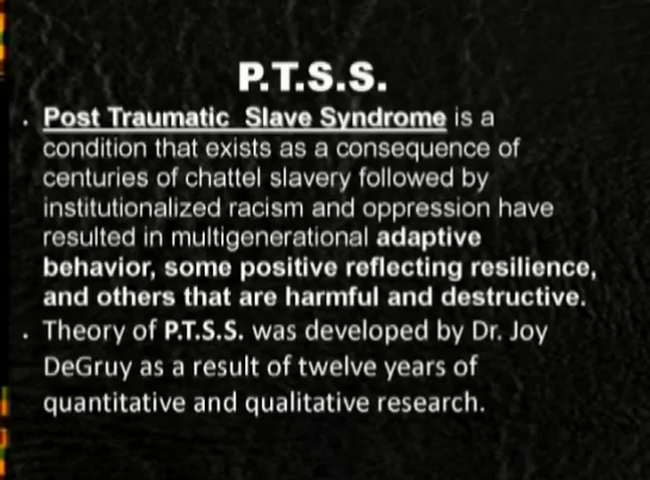 P.T.S.S.
. Post Traumatic Slave Syndrome is a
condition that exists as a consequence of
centuries of chattel slavery followed by
institutionalized racism and oppression have
resulted in multigenerational adaptive
behavior, some positive reflecting resilience,
and others that are harmful and destructive.
. Theory of P.T.S.S. was developed by Dr. Joy
DeGruy as a result of twelve years of
quantitative and qualitative research.